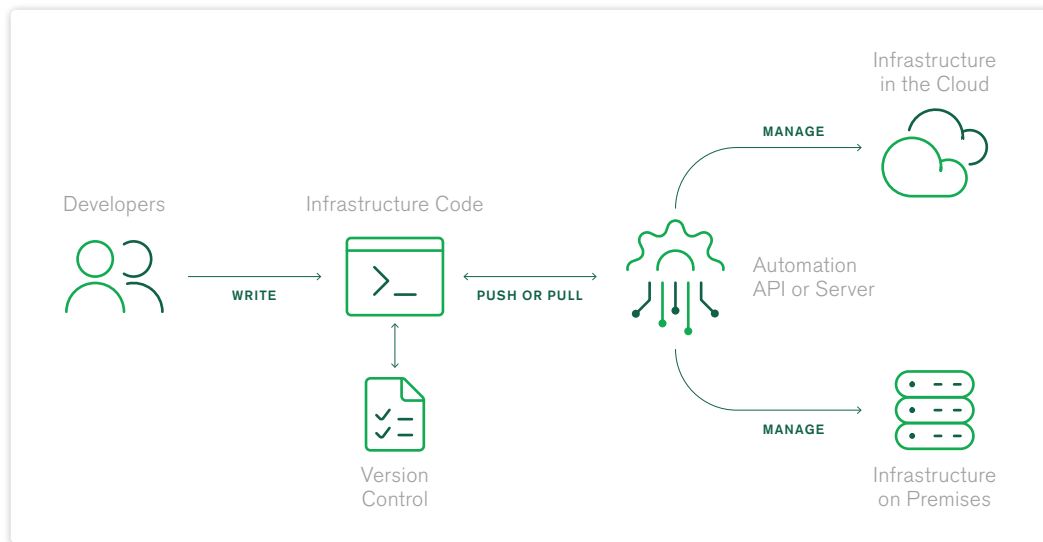 Infrastructure
in the Cloud
MANAGE
Developers
Infrastructure Code
WRITE
PUSH OR PULL
Automation
API or Server
MANAGE
Version
Control
Infrastructure
on Premises